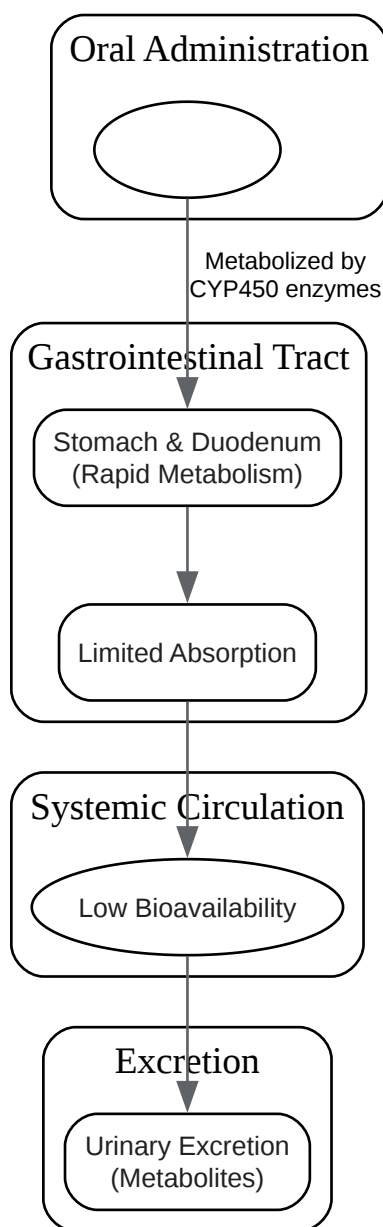 Oral Administration
Metabolized by
CYP450 enzymes
Gastrointestinal Tract
Stomach & Duodenum
(Rapid Metabolism)
Limited Absorption
Systemic Circulation
Low Bioavailability
Excretion
Urinary Excretion
(Metabolites)